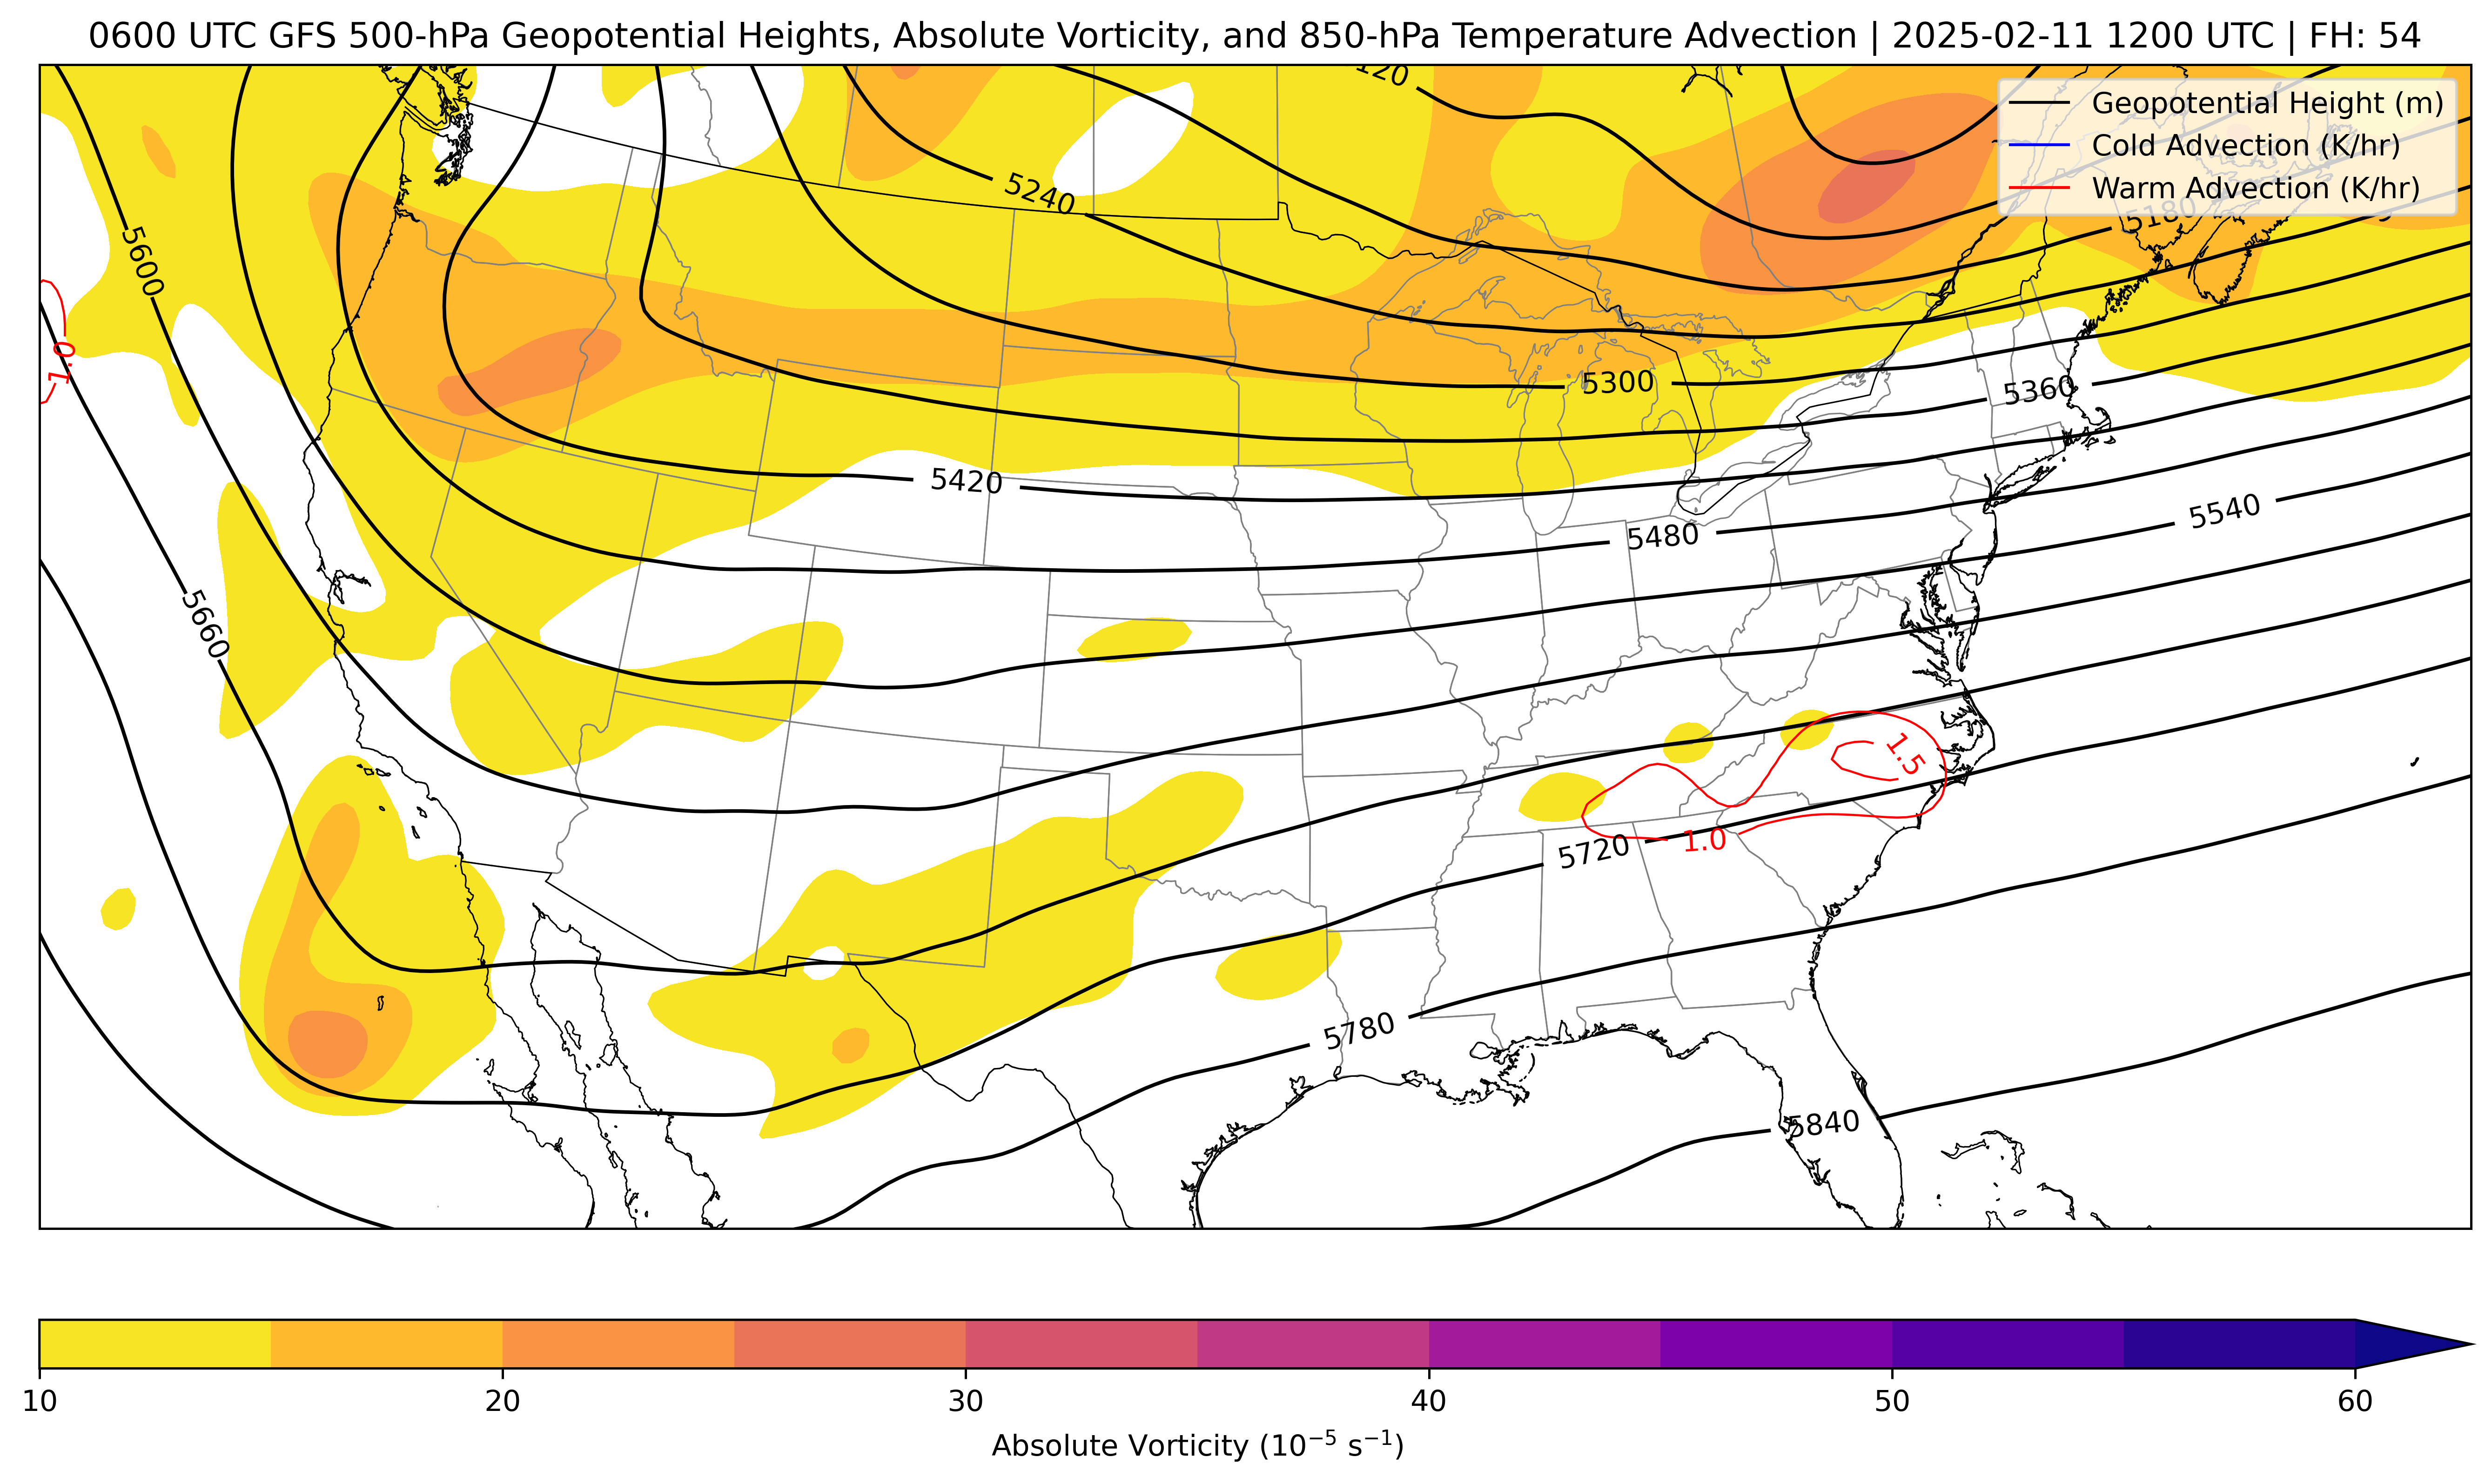 0600 UTC GFS 500-hPa Geopotential Heights, Absolute Vorticity, and 850-hPa Temperature Advection | 2025-02-11 1200 UTC | FH: 54
Geopotential Height (m)
Cold Advection (K/hr)
Warm Advection (K/hr)
5240
5180
5600
1.0
5300
5360
5420
5480
5540
5660
1.5
1.0
5720
5780
5840
10 20 30 40 50 60
Absolute Vorticity (10⁻⁵ s⁻¹)